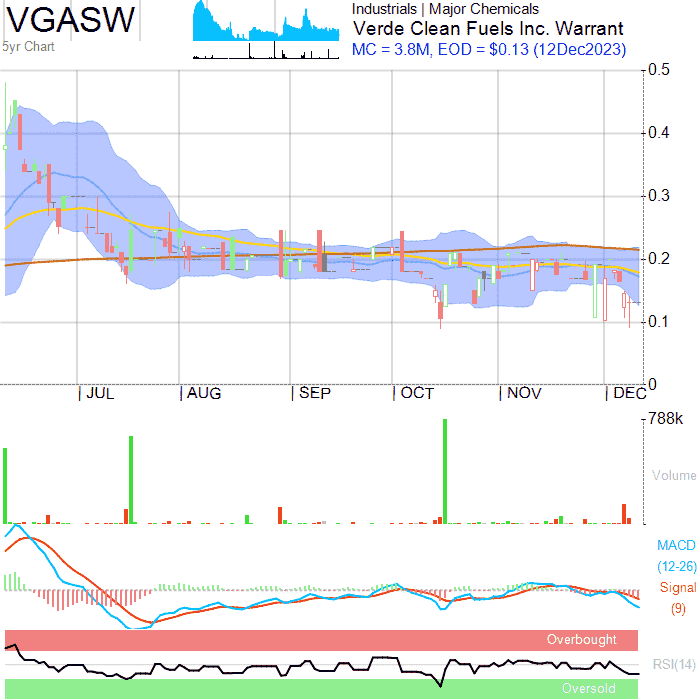 VGASW
5yr Chart
Industrials | Major Chemicals
Verde Clean Fuels Inc. Warrant
MC = 3.8M, EOD = $0.13 (12Dec2023)
0.5
0.4
0.3
0.2
0.1
0
| JUL | AUG | SEP | OCT | NOV | DEC
788k
Volume
MACD
(12-26)
Signal
(9)
Overbought
RSI(14)
Oversold